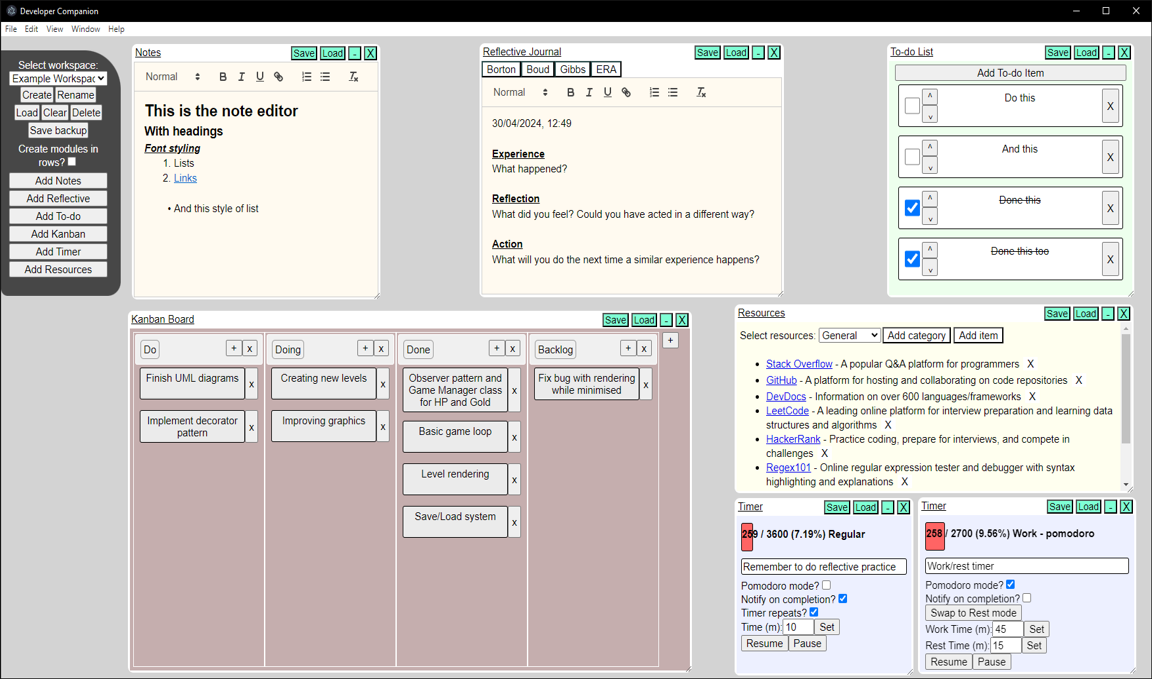 Developer Companion
File Edit View Window Help
Select workspace:
Example Workspac
Create Rename
Load Clear Delete
Save backup
Create modules in
rows?
Add Notes
Add Reflective
Add To-do
Add Kanban
Add Timer
Add Resources
Notes Save Load - X
Normal B I U
This is the note editor
With headings
Font styling
1. Lists
2. Links
• And this style of list
Reflective Journal Save Load - X
Borton Boud Gibbs ERA
Normal B I U
30/04/2024, 12:49
Experience
What happened?
Reflection
What did you feel? Could you have acted in a different way?
Action
What will you do the next time a similar experience happens?
To-do List Save Load - X
Add To-do Item
Do this X
And this X
Done this X
Done this too X
Kanban Board Save Load - X
+
Do + x
Finish UML diagrams x
Implement decorator
pattern x
Doing + x
Creating new levels x
Improving graphics x
Done + x
Observer pattern and
Game Manager class
for HP and Gold x
Basic game loop x
Level rendering x
Save/Load system x
Backlog + x
Fix bug with rendering
while minimised x
Resources Save Load - X
Select resources: General Add category Add item
• Stack Overflow - A popular Q&A platform for programmers X
• GitHub - A platform for hosting and collaborating on code repositories X
• DevDocs - Information on over 600 languages/frameworks X
• LeetCode - A leading online platform for interview preparation and learning data
structures and algorithms X
• HackerRank - Practice coding, prepare for interviews, and compete in
challenges X
• Regex101 - Online regular expression tester and debugger with syntax
highlighting and explanations X
Timer Save Load - X
259 / 3600 (7.19%) Regular
Remember to do reflective practice
Pomodoro mode?
Notify on completion?
Timer repeats?
Time (m): 10 Set
Resume Pause
Timer Save Load - X
258 / 2700 (9.56%) Work - pomodoro
Work/rest timer
Pomodoro mode?
Notify on completion?
Swap to Rest mode
Work Time (m): 45 Set
Rest Time (m): 15 Set
Resume Pause